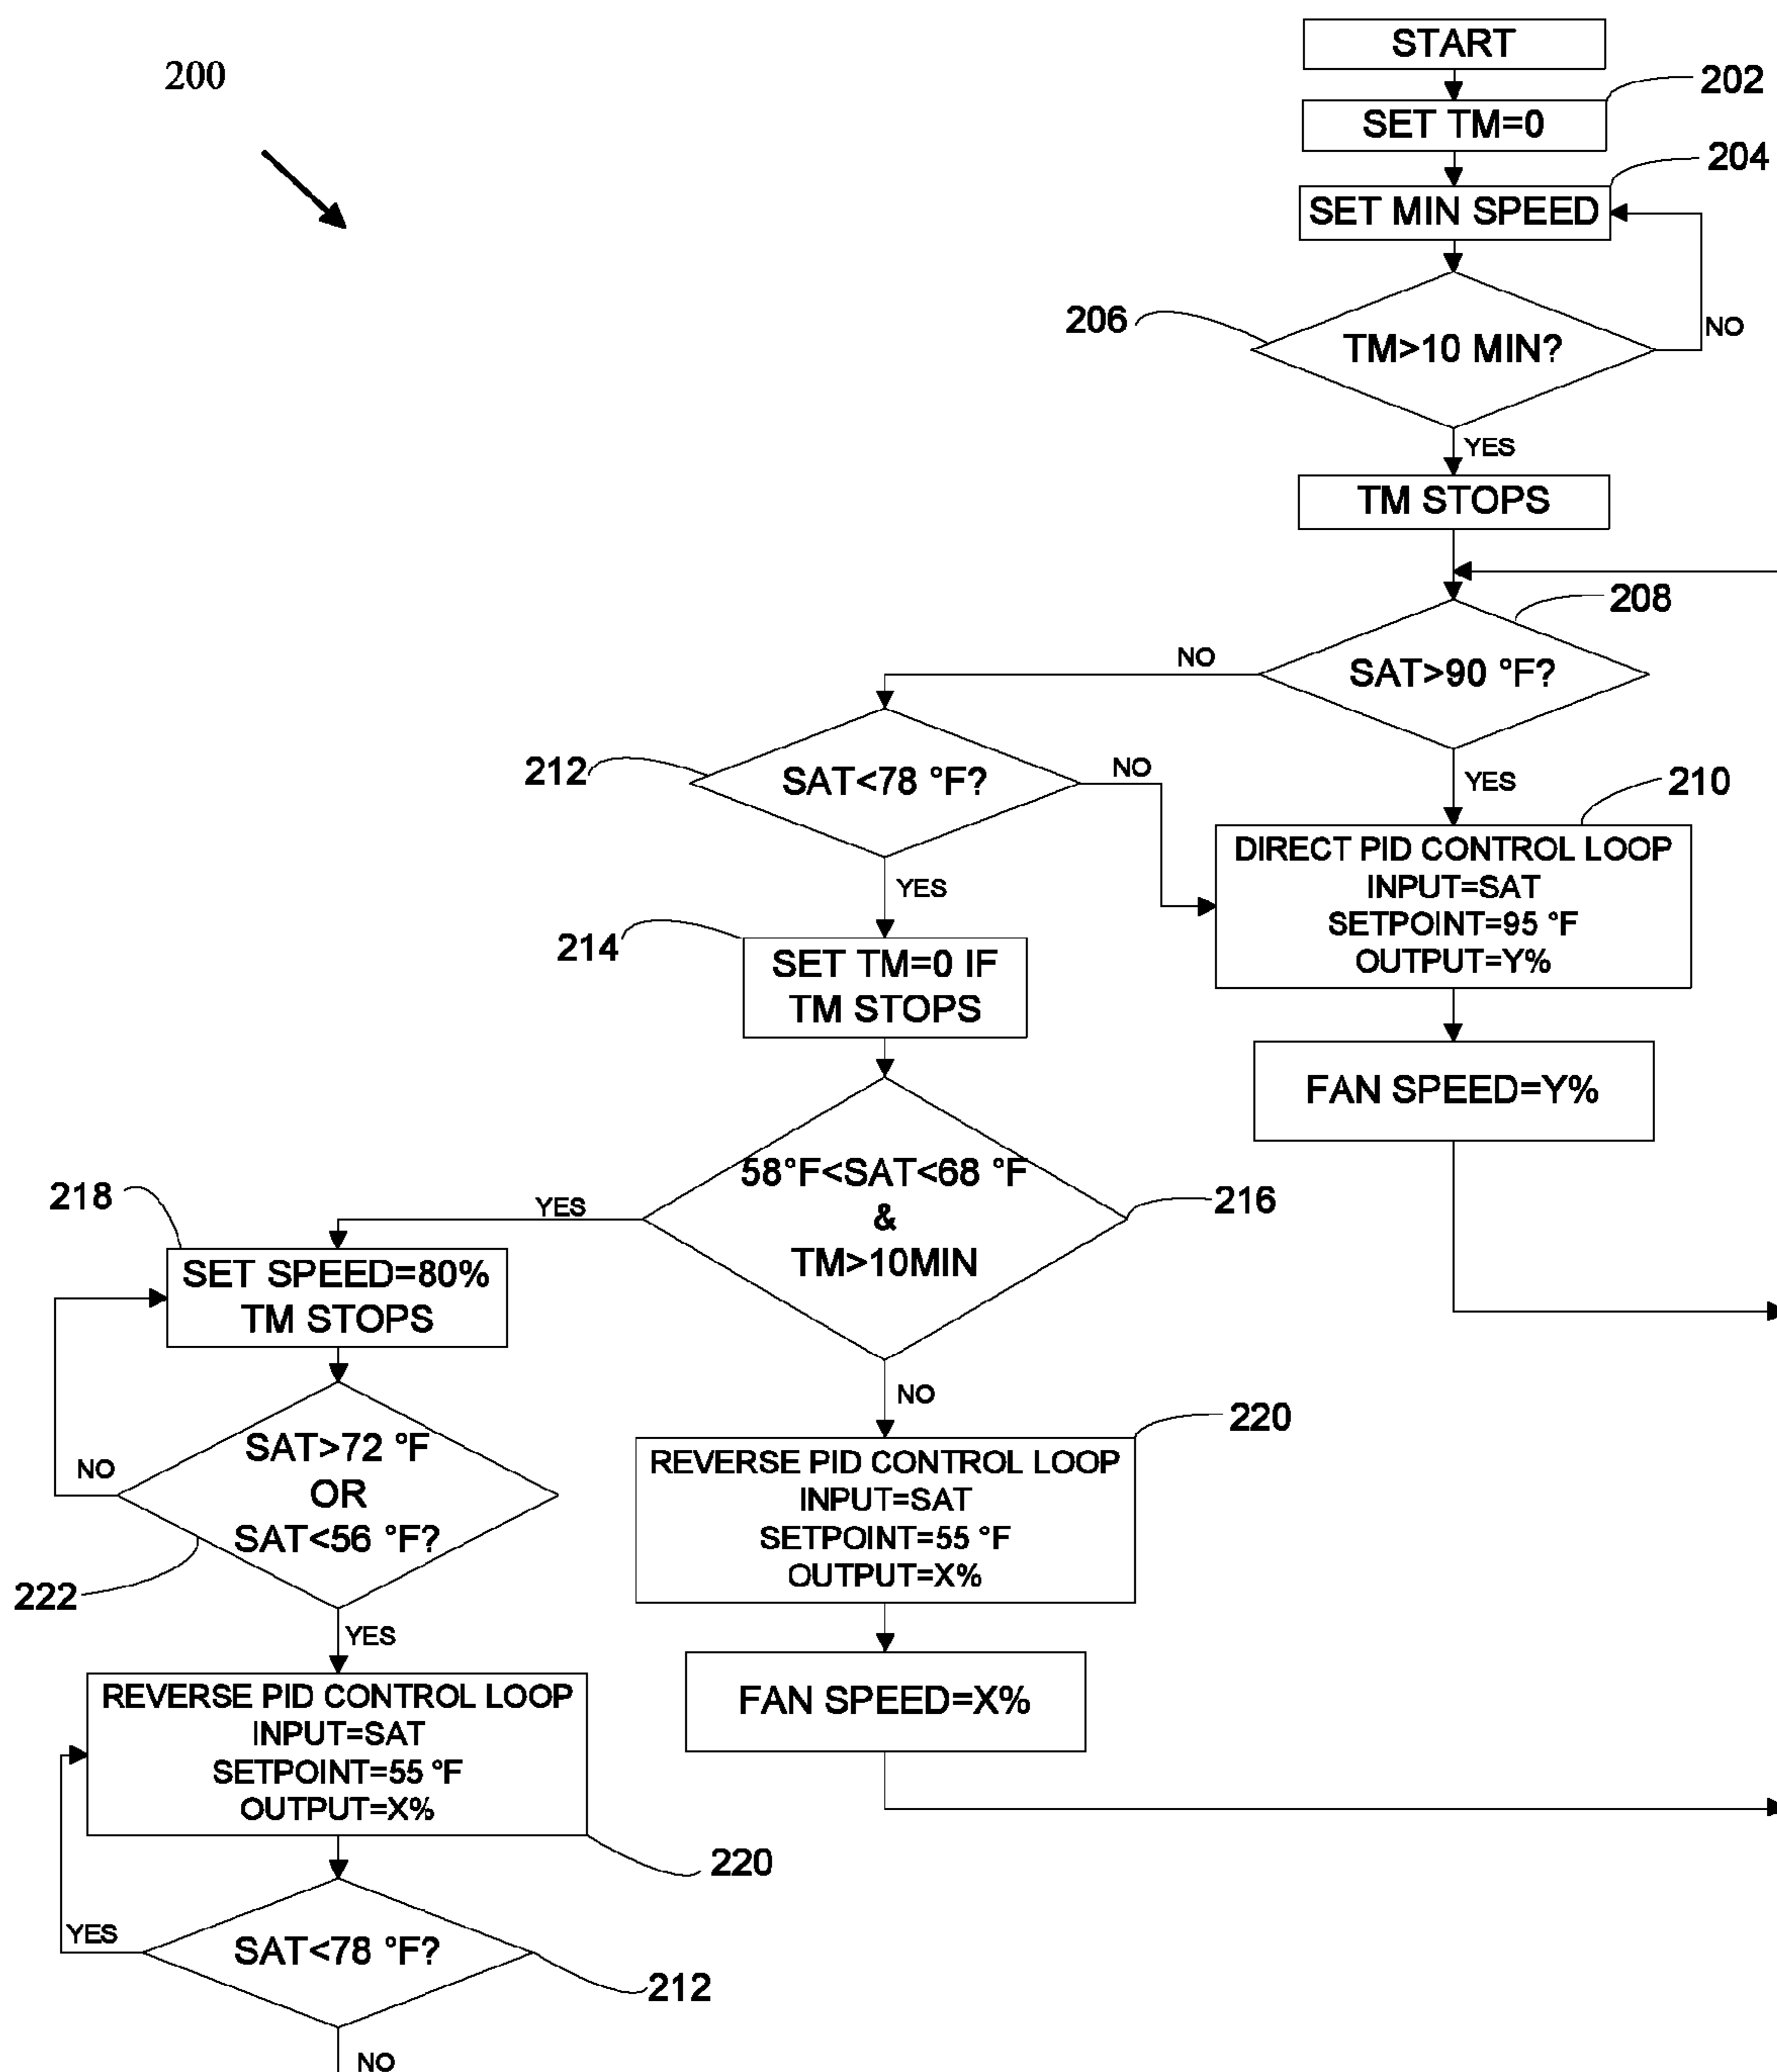 200
START
202
SET TM=0
204
SET MIN SPEED
206
TM>10 MIN?
NO
YES
TM STOPS
208
SAT>90 °F?
NO
212
SAT<78 °F?
NO
YES
210
DIRECT PID CONTROL LOOP
INPUT=SAT
SETPOINT=95 °F
OUTPUT=Y%
YES
214
SET TM=0 IF
TM STOPS
FAN SPEED=Y%
58°F<SAT<68 °F
&
TM>10MIN
216
YES
218
SET SPEED=80%
TM STOPS
NO
220
REVERSE PID CONTROL LOOP
INPUT=SAT
SETPOINT=55 °F
OUTPUT=X%
FAN SPEED=X%
SAT>72 °F
OR
SAT<56 °F?
NO
222
YES
REVERSE PID CONTROL LOOP
INPUT=SAT
SETPOINT=55 °F
OUTPUT=X%
220
YES
SAT<78 °F?
212
NO